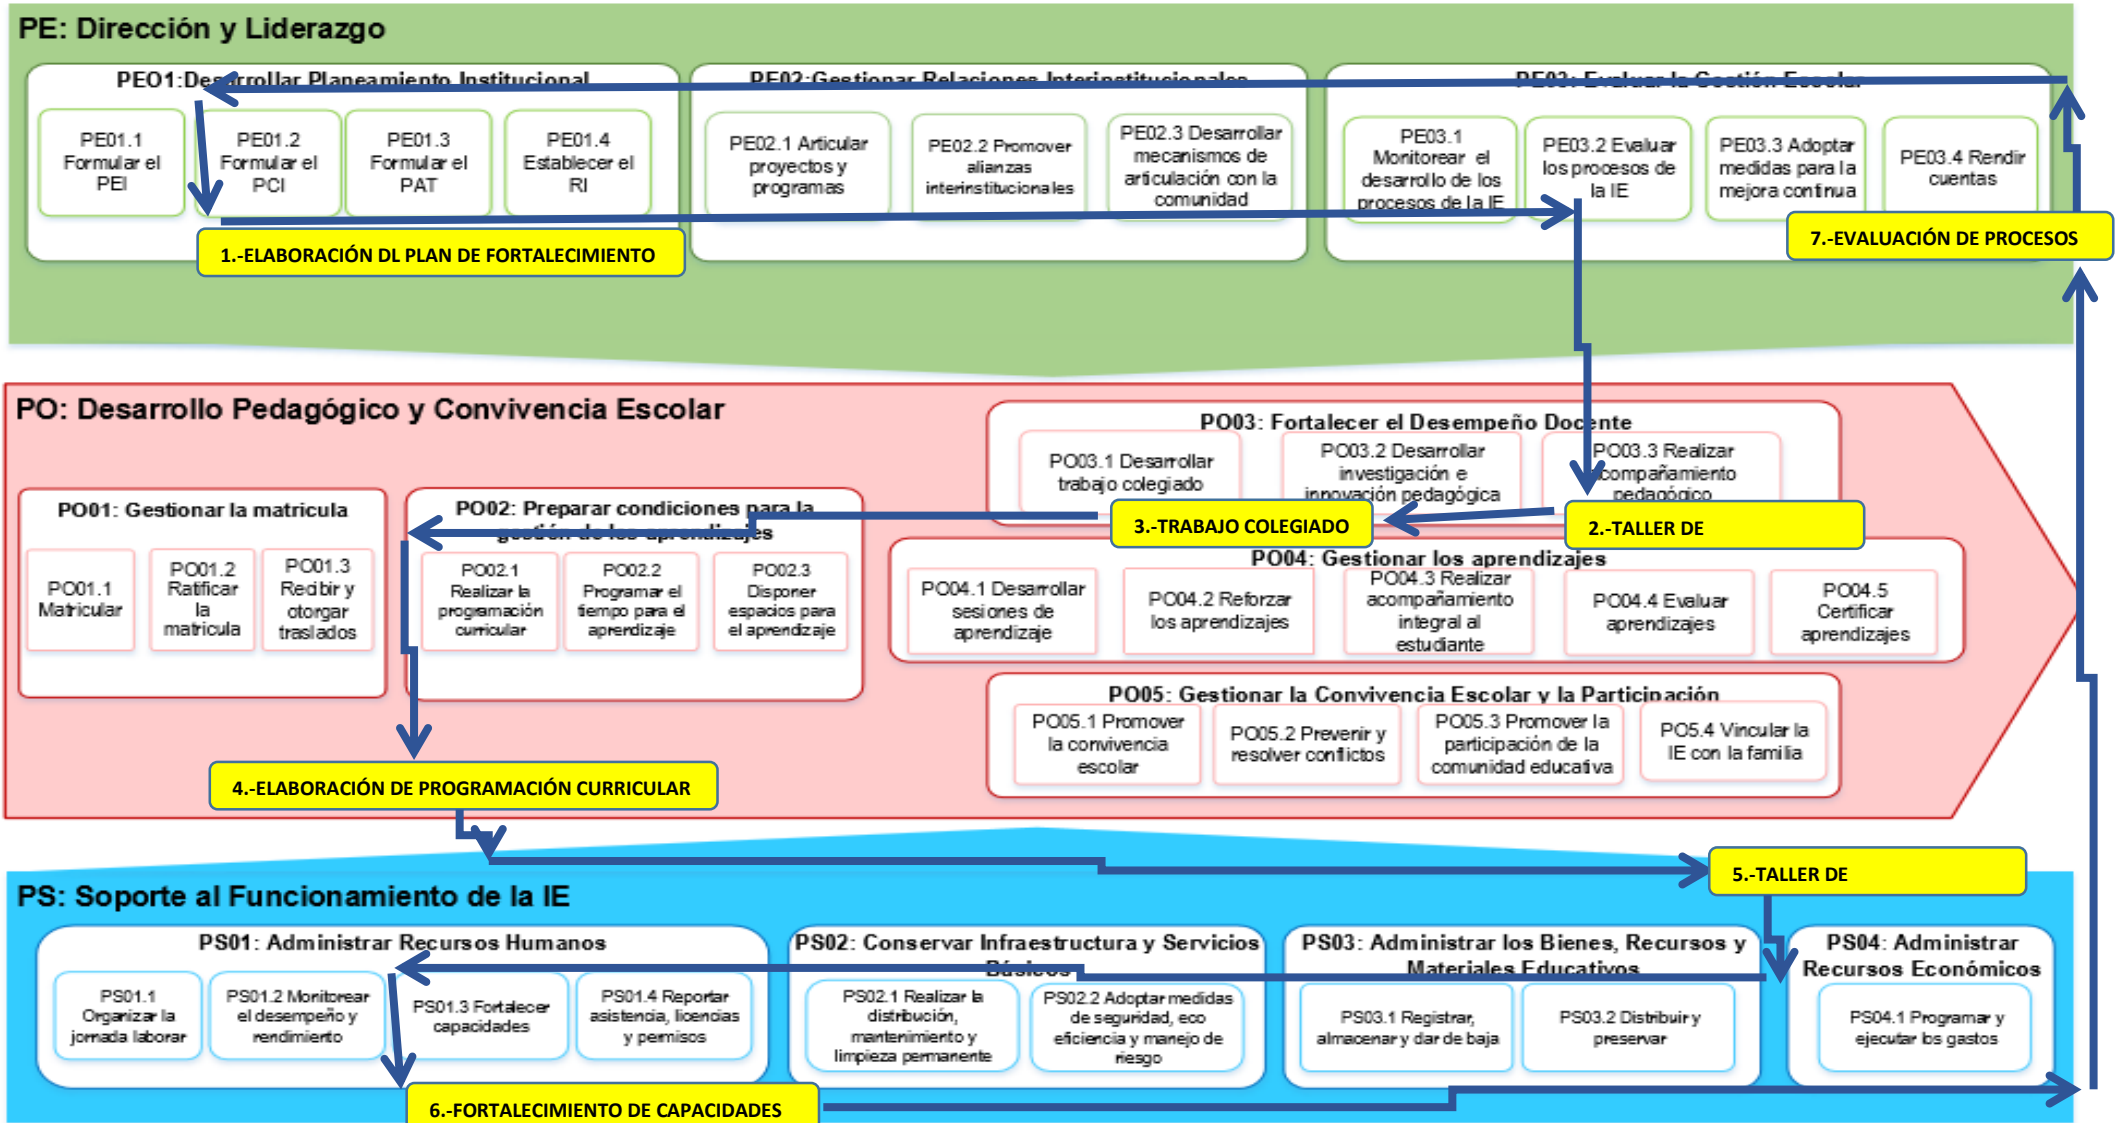 PE: Dirección y Liderazgo
PEO1:Desarrollar Planeamiento Institucional
PE01.1
Formular el
PEI
PE01.2
Formular el
PCI
PE01.3
Formular el
PAT
PE01.4
Establecer el
RI
PE02:Gestionar Relaciones Interinstitucionales
PE02.1 Articular
proyectos y
programas
PE02.2 Promover
alianzas
interinstitucionales
PE02.3 Desarrollar
mecanismos de
articulación con la
comunidad
PE03: Evaluar la Gestión Escolar
PE03.1
Monitorear el
desarrollo de los
procesos de la IE
PE03.2 Evaluar
los procesos de
la IE
PE03.3 Adoptar
medidas para la
mejora continua
PE03.4 Rendir
cuentas
1.-ELABORACIÓN DL PLAN DE FORTALECIMIENTO
7.-EVALUACIÓN DE PROCESOS
PO: Desarrollo Pedagógico y Convivencia Escolar
PO01: Gestionar la matricula
PO01.1
Matricular
PO01.2
Ratificar
la
matricula
PO01.3
Recibir y
otorgar
traslados
PO02: Preparar condiciones para la
gestión de los aprendizajes
PO02.1
Realizar la
programación
curricular
PO02.2
Programar el
tiempo para el
aprendizaje
PO02.3
Disponer
espacios para
el aprendizaje
PO03: Fortalecer el Desempeño Docente
PO03.1 Desarrollar
trabajo colegiado
PO03.2 Desarrollar
investigación e
innovación pedagógica
PO03.3 Realizar
acompañamiento
pedagógico
3.-TRABAJO COLEGIADO
2.-TALLER DE
PO04: Gestionar los aprendizajes
PO04.1 Desarrollar
sesiones de
aprendizaje
PO04.2 Reforzar
los aprendizajes
PO04.3 Realizar
acompañamiento
integral al
estudiante
PO04.4 Evaluar
aprendizajes
PO04.5
Certificar
aprendizajes
PO05: Gestionar la Convivencia Escolar y la Participación
PO05.1 Promover
la convivencia
escolar
PO05.2 Prevenir y
resolver conflictos
PO05.3 Promover la
participación de la
comunidad educativa
PO5.4 Vincular la
IE con la familia
4.-ELABORACIÓN DE PROGRAMACIÓN CURRICULAR
5.-TALLER DE
PS: Soporte al Funcionamiento de la IE
PS01: Administrar Recursos Humanos
PS01.1
Organizar la
jornada laborar
PS01.2 Monitorear
el desempeño y
rendimiento
PS01.3 Fortalecer
capacidades
PS01.4 Reportar
asistencia, licencias
y permisos
PS02: Conservar Infraestructura y Servicios
Básicos
PS02.1 Realizar la
distribución,
mantenimiento y
limpieza permanente
PS02.2 Adoptar medidas
de seguridad, eco
eficiencia y manejo de
riesgo
PS03: Administrar los Bienes, Recursos y
Materiales Educativos
PS03.1 Registrar,
almacenar y dar de baja
PS03.2 Distribuir y
preservar
PS04: Administrar
Recursos Económicos
PS04.1 Programar y
ejecutar los gastos
6.-FORTALECIMIENTO DE CAPACIDADES